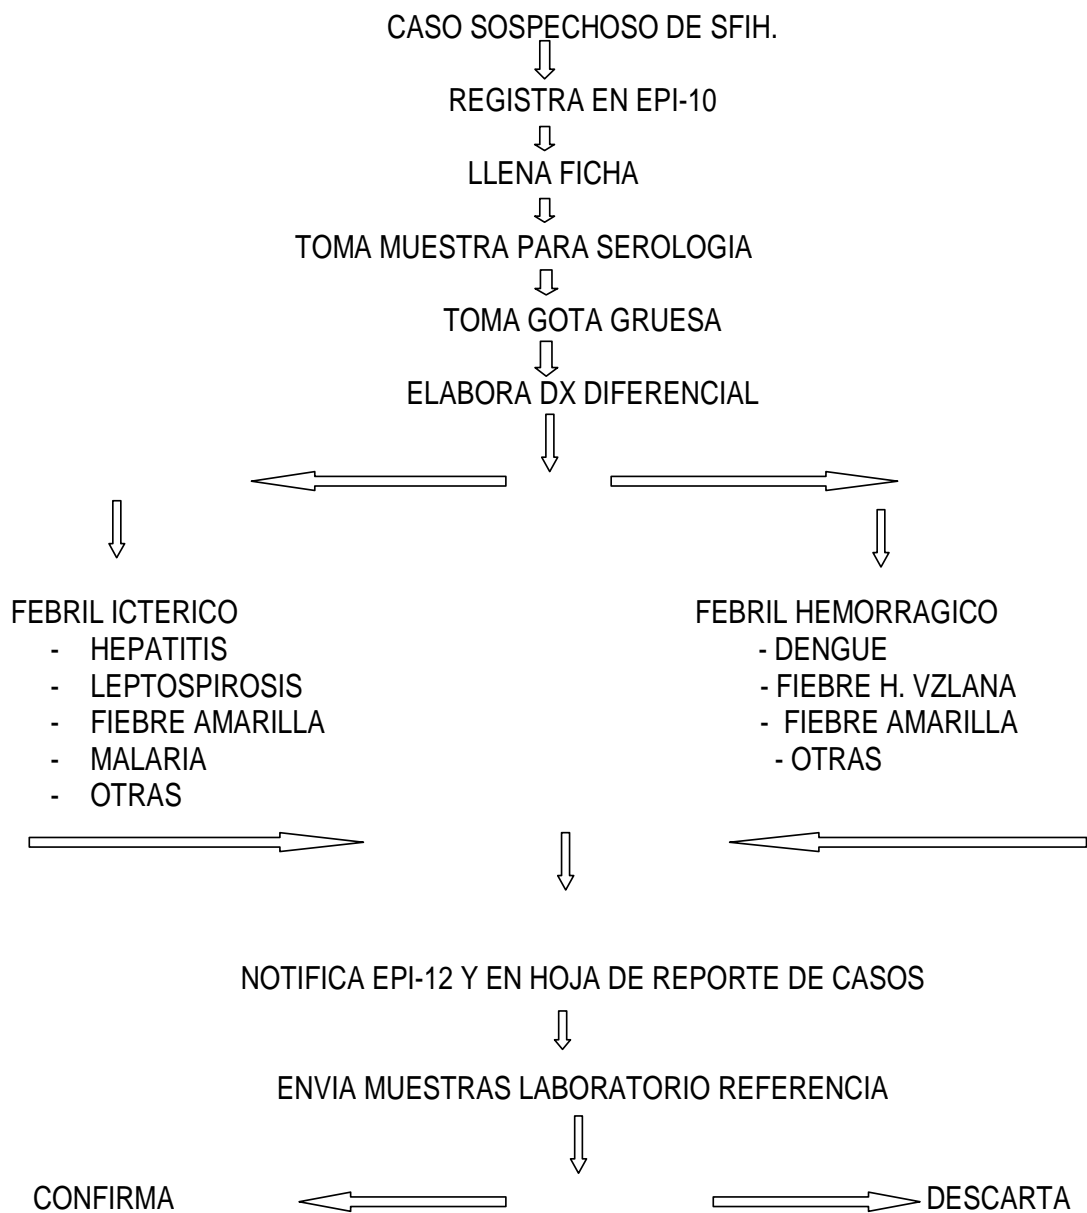 CASO SOSPECHOSO DE SFIH.
REGISTRA EN EPI-10
LLENA FICHA
TOMA MUESTRA PARA SEROLOGIA
TOMA GOTA GRUESA
ELABORA DX DIFERENCIAL
FEBRIL ICTERICO
- HEPATITIS
- LEPTOSPIROSIS
- FIEBRE AMARILLA
- MALARIA
- OTRAS
FEBRIL HEMORRAGICO
- DENGUE
- FIEBRE H. VZLANA
- FIEBRE AMARILLA
- OTRAS
NOTIFICA EPI-12 Y EN HOJA DE REPORTE DE CASOS
ENVIA MUESTRAS LABORATORIO REFERENCIA
CONFIRMA
DESCARTA